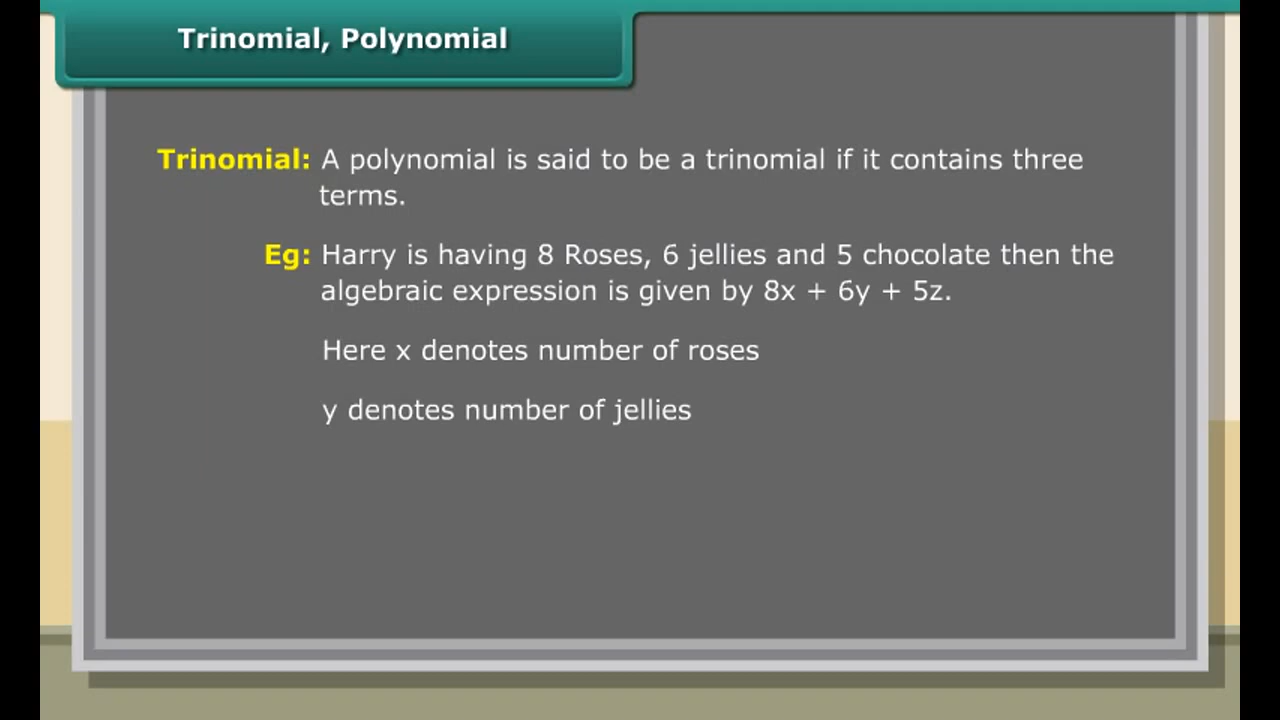 Trinomial, Polynomial
Trinomial: A polynomial is said to be a trinomial if it contains three
terms.
Eg: Harry is having 8 Roses, 6 jellies and 5 chocolate then the
algebraic expression is given by 8x + 6y + 5z.
Here x denotes number of roses
y denotes number of jellies